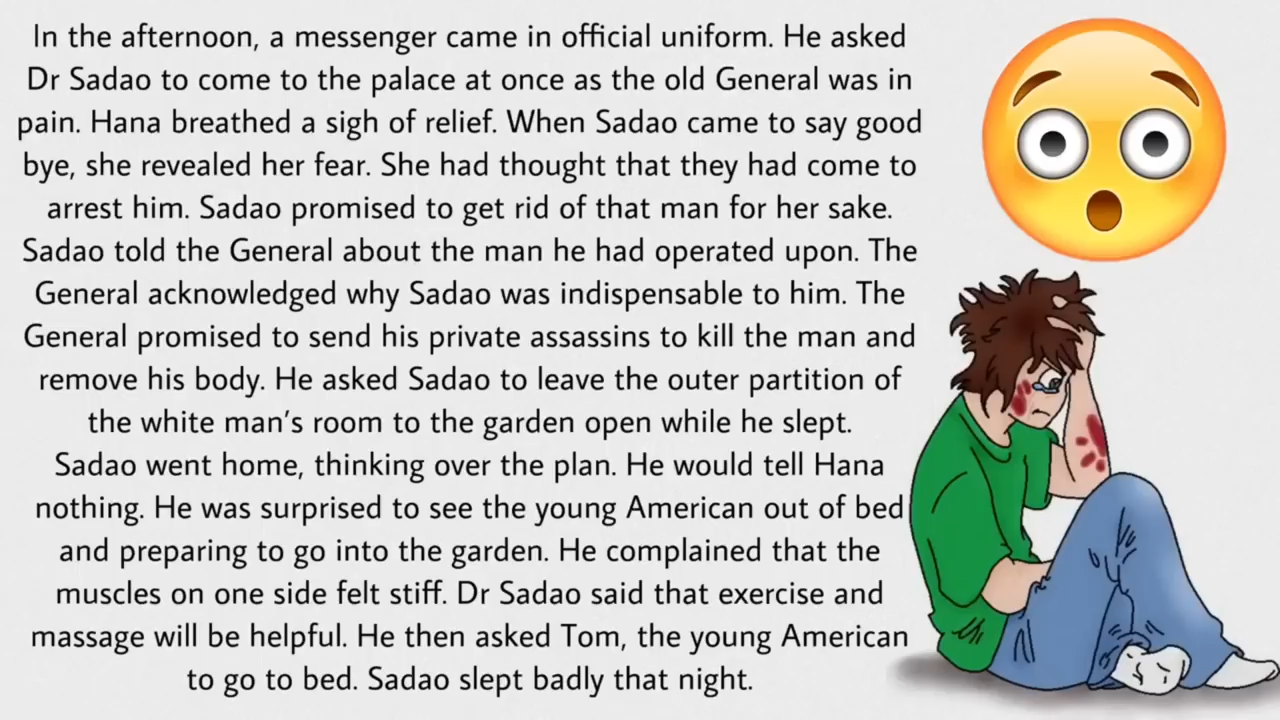 In the afternoon, a messenger came in official uniform. He asked
Dr Sadao to come to the palace at once as the old General was in
pain. Hana breathed a sigh of relief. When Sadao came to say good
bye, she revealed her fear. She had thought that they had come to
arrest him. Sadao promised to get rid of that man for her sake.
Sadao told the General about the man he had operated upon. The
General acknowledged why Sadao was indispensable to him. The
General promised to send his private assassins to kill the man and
remove his body. He asked Sadao to leave the outer partition of
the white man’s room to the garden open while he slept.
Sadao went home, thinking over the plan. He would tell Hana
nothing. He was surprised to see the young American out of bed
and preparing to go into the garden. He complained that the
muscles on one side felt stiff. Dr Sadao said that exercise and
massage will be helpful. He then asked Tom, the young American
to go to bed. Sadao slept badly that night.